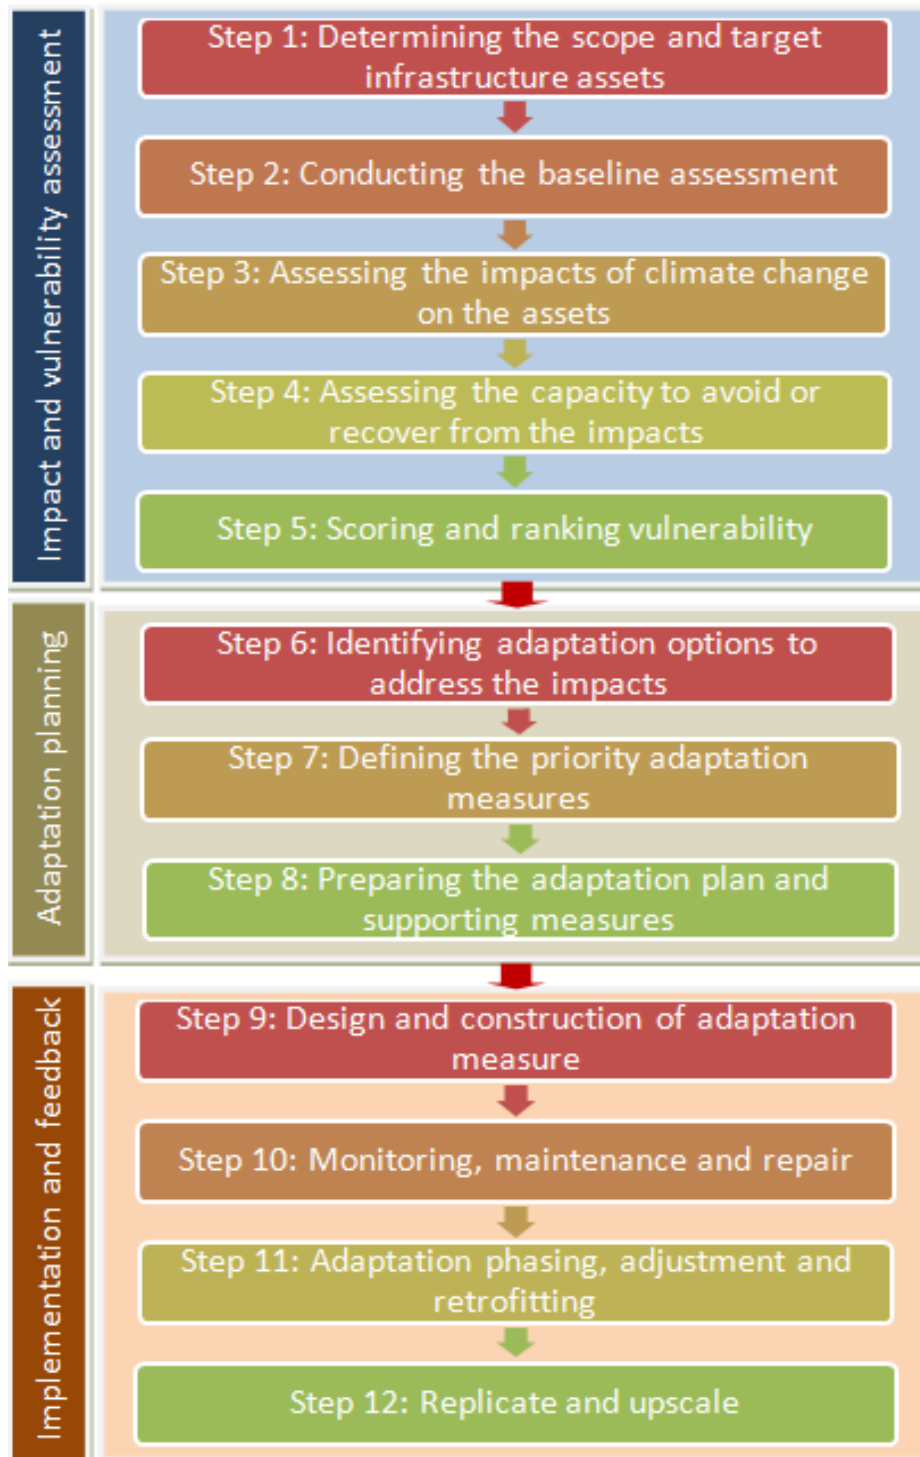 Impact and vulnerability assessment
Step 1: Determining the scope and target
infrastructure assets
Step 2: Conducting the baseline assessment
Step 3: Assessing the impacts of climate change
on the assets
Step 4: Assessing the capacity to avoid or
recover from the impacts
Step 5: Scoring and ranking vulnerability
Adaptation planning
Step 6: Identifying adaptation options to
address the impacts
Step 7: Defining the priority adaptation
measures
Step 8: Preparing the adaptation plan and
supporting measures
Implementation and feedback
Step 9: Design and construction of adaptation
measure
Step 10: Monitoring, maintenance and repair
Step 11: Adaptation phasing, adjustment and
retrofitting
Step 12: Replicate and upscale